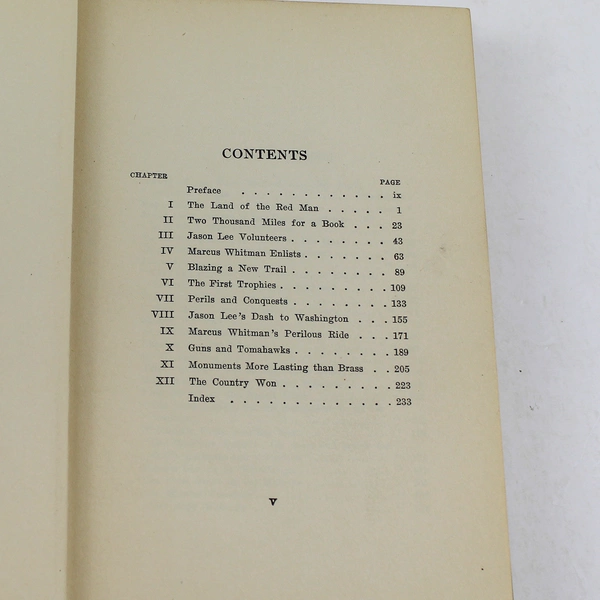 CONTENTS
CHAPTER PAGE
Preface . . . . . . . . . . . . ix
I The Land of the Red Man . . . . . 1
II Two Thousand Miles for a Book . . . 23
III Jason Lee Volunteers . . . . . . . . 43
IV Marcus Whitman Enlists . . . . . . . 63
V Blazing a New Trail . . . . . . . . 89
VI The First Trophies . . . . . . . . . 109
VII Perils and Conquests . . . . . . . . 133
VIII Jason Lee's Dash to Washington . . . 155
IX Marcus Whitman's Perilous Ride . . . 171
X Guns and Tomahawks . . . . . . . . 189
XI Monuments More Lasting than Brass . . 205
XII The Country Won . . . . . . . . . 223
Index . . . . . . . . . . . . . 233
V